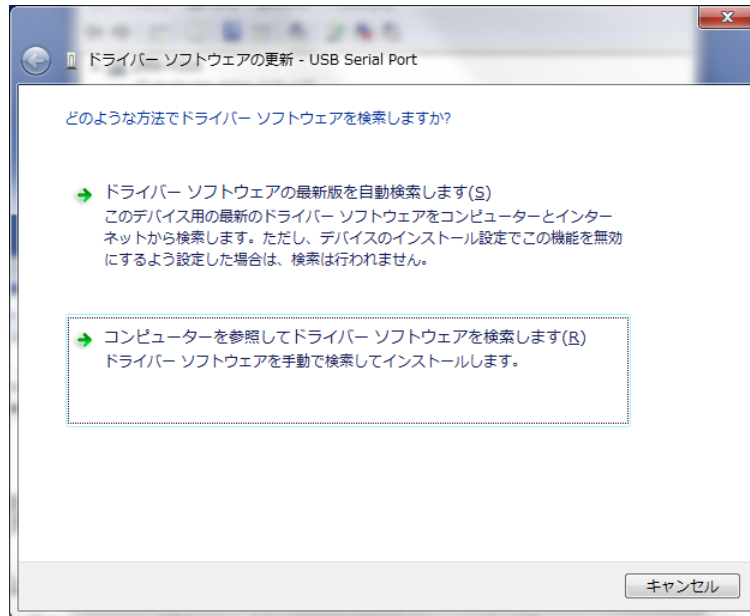 ドライバー ソフトウェアの更新 - USB Serial Port
どのような方法でドライバー ソフトウェアを検索しますか?
ドライバー ソフトウェアの最新版を自動検索します(S)
このデバイス用の最新のドライバー ソフトウェアをコンピューターとインター
ネットから検索します。ただし、デバイスのインストール設定でこの機能を無効
にするよう設定した場合は、検索は行われません。
コンピューターを参照してドライバー ソフトウェアを検索します(R)
ドライバー ソフトウェアを手動で検索してインストールします。
キャンセル